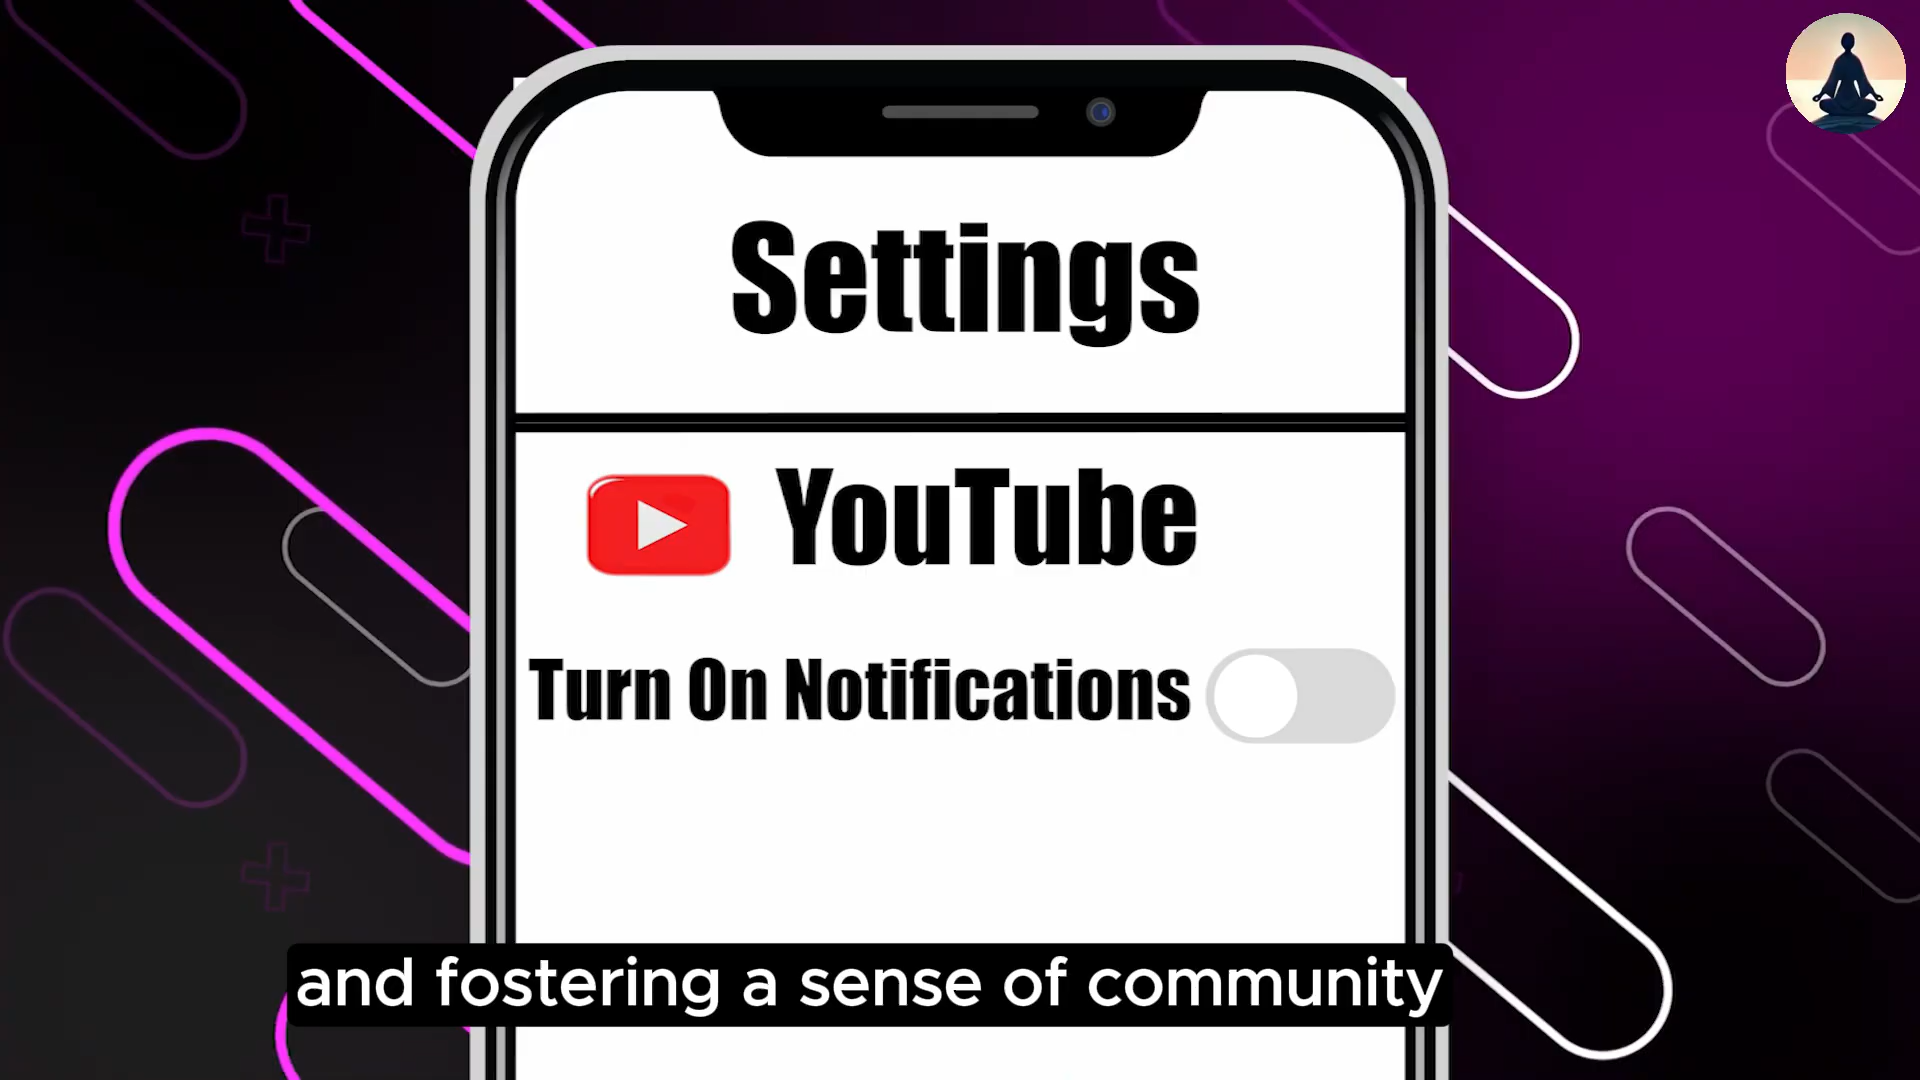 Settings
YouTube
Turn On Notifications
and fostering a sense of community